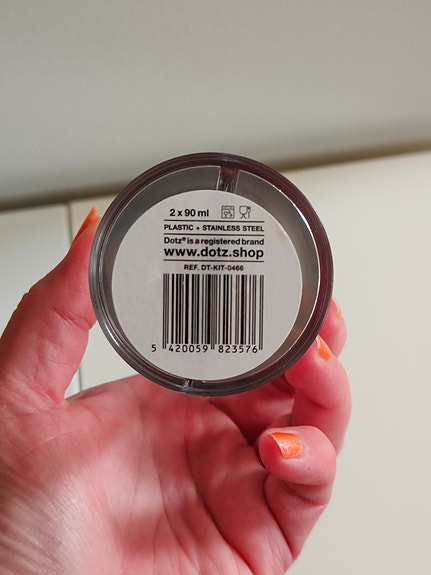 2 x 90 ml
PLASTIC + STAINLESS STEEL
Dotz® is a registered brand
www.dotz.shop
REF. DT-KIT-0466
5 420059 823576